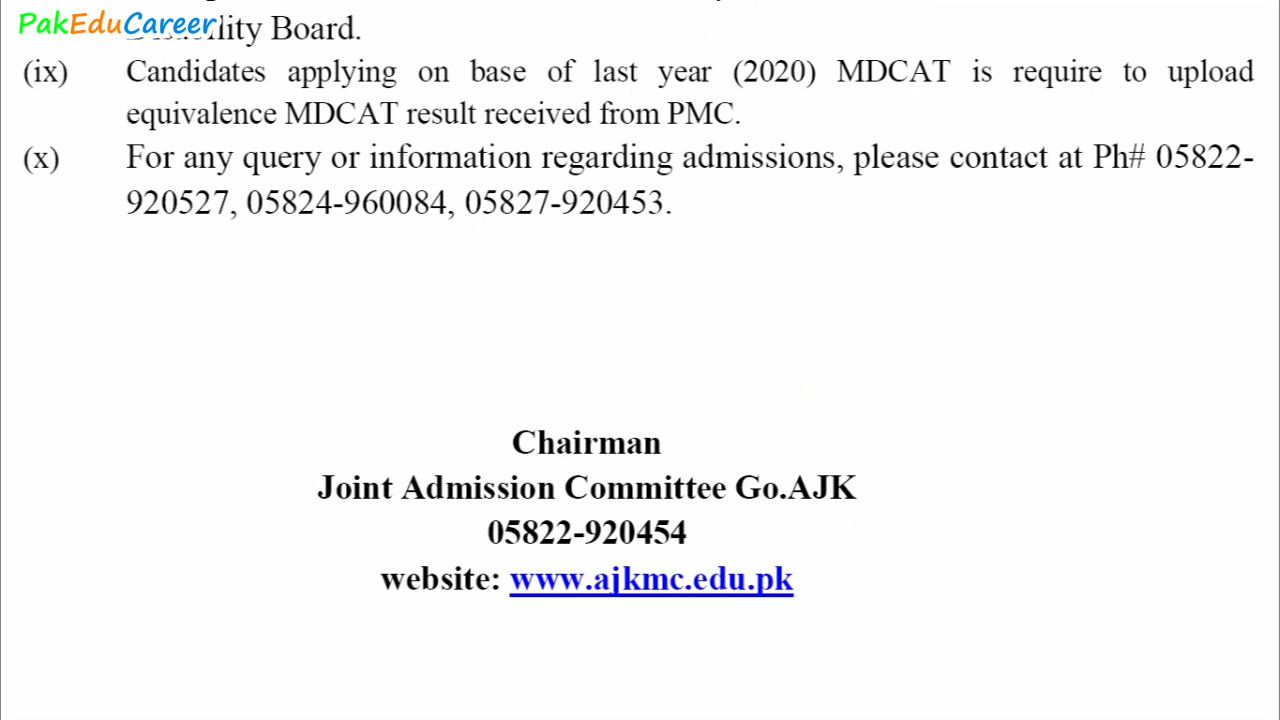 PakEduCareer
Board.
(ix) Candidates applying on base of last year (2020) MDCAT is require to upload
equivalence MDCAT result received from PMC.
(x) For any query or information regarding admissions, please contact at Ph# 05822-
920527, 05824-960084, 05827-920453.
Chairman
Joint Admission Committee Go.AJK
05822-920454
website: www.ajkmc.edu.pk